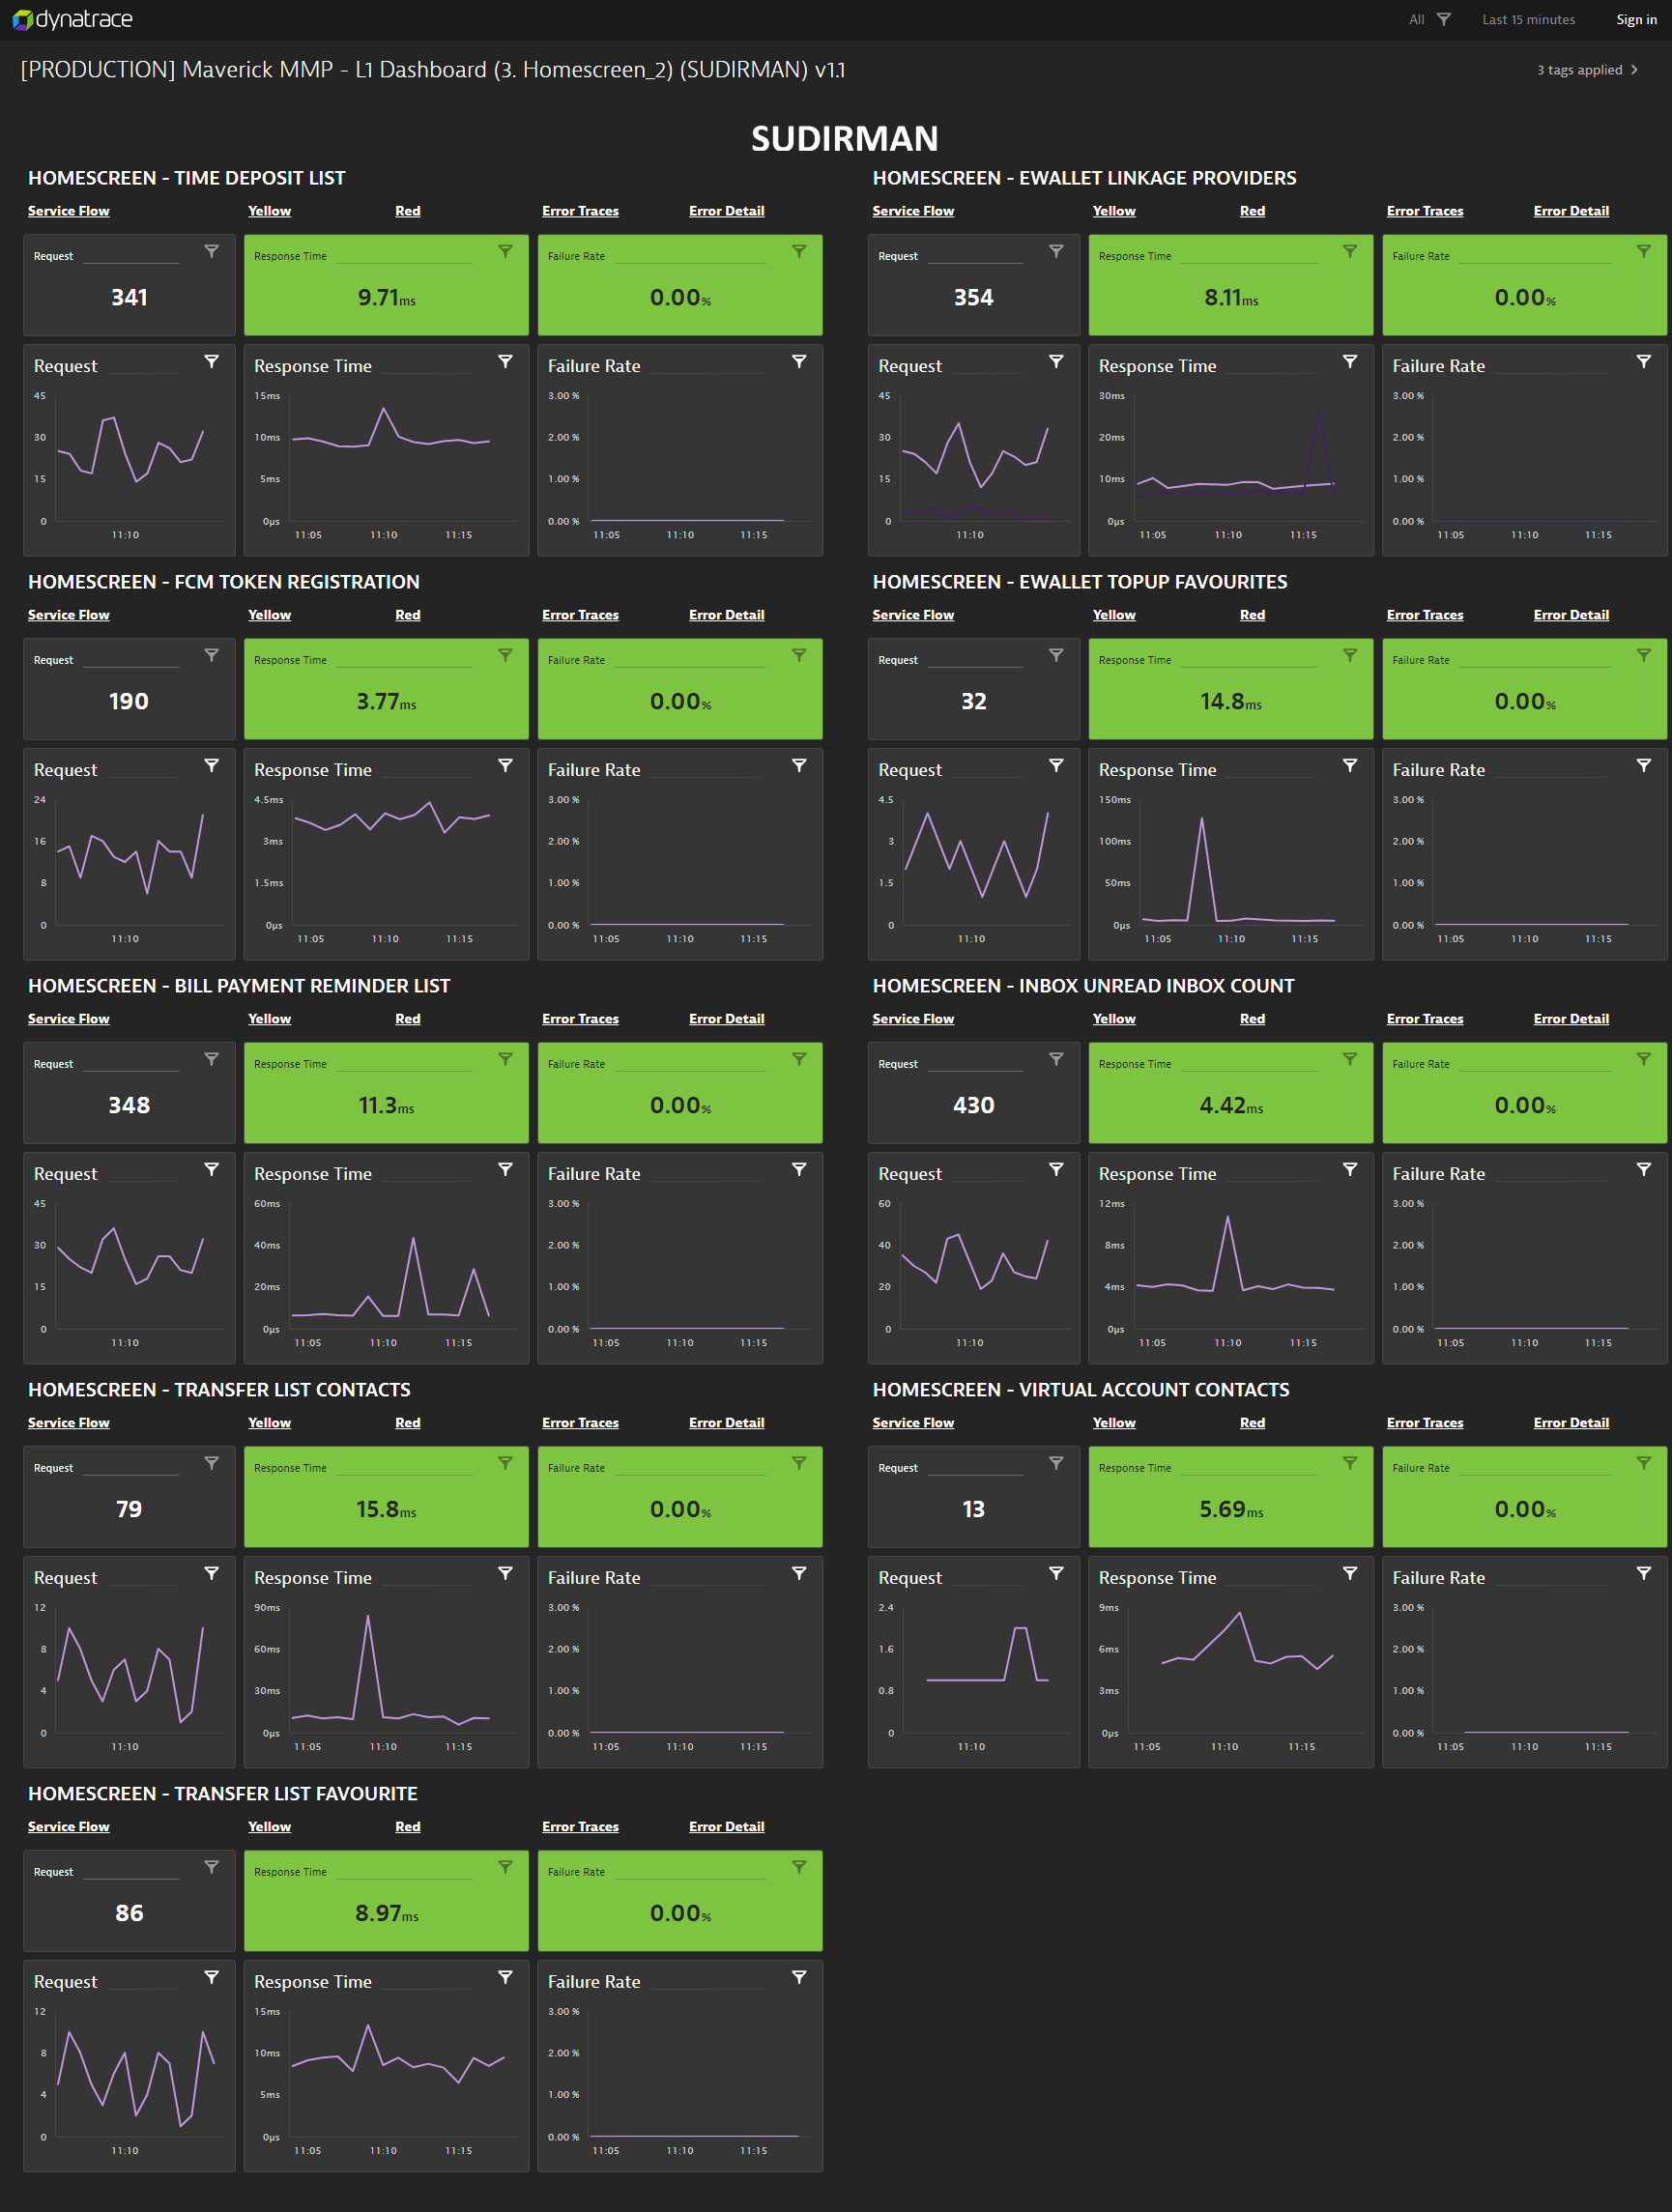 dynatrace
All Last 15 minutes Sign in
[PRODUCTION] Maverick MMP - L1 Dashboard (3. Homescreen_2) (SUDIRMAN) v1.1
3 tags applied
SUDIRMAN
HOMESCREEN - TIME DEPOSIT LIST
Service Flow Yellow Red Error Traces Error Detail
Request Response Time Failure Rate
341 9.71ms 0.00%
Request Response Time Failure Rate
45 15ms 3.00 %
30 10ms 2.00 %
15 5ms 1.00 %
0 0µs 0.00 %
11:10 11:05 11:10 11:15 11:05 11:10 11:15
HOMESCREEN - EWALLET LINKAGE PROVIDERS
Service Flow Yellow Red Error Traces Error Detail
Request Response Time Failure Rate
354 8.11ms 0.00%
Request Response Time Failure Rate
45 30ms 3.00 %
30 20ms 2.00 %
15 10ms 1.00 %
0 0µs 0.00 %
11:10 11:05 11:10 11:15 11:05 11:10 11:15
HOMESCREEN - FCM TOKEN REGISTRATION
Service Flow Yellow Red Error Traces Error Detail
Request Response Time Failure Rate
190 3.77ms 0.00%
Request Response Time Failure Rate
24 4.5ms 3.00 %
16 3ms 2.00 %
8 1.5ms 1.00 %
0 0µs 0.00 %
11:10 11:05 11:10 11:15 11:05 11:10 11:15
HOMESCREEN - EWALLET TOPUP FAVOURITES
Service Flow Yellow Red Error Traces Error Detail
Request Response Time Failure Rate
32 14.8ms 0.00%
Request Response Time Failure Rate
4.5 150ms 3.00 %
3 100ms 2.00 %
1.5 50ms 1.00 %
0 0µs 0.00 %
11:10 11:05 11:10 11:15 11:05 11:10 11:15
HOMESCREEN - BILL PAYMENT REMINDER LIST
Service Flow Yellow Red Error Traces Error Detail
Request Response Time Failure Rate
348 11.3ms 0.00%
Request Response Time Failure Rate
45 60ms 3.00 %
30 40ms 2.00 %
15 20ms 1.00 %
0 0µs 0.00 %
11:10 11:05 11:10 11:15 11:05 11:10 11:15
HOMESCREEN - INBOX UNREAD INBOX COUNT
Service Flow Yellow Red Error Traces Error Detail
Request Response Time Failure Rate
430 4.42ms 0.00%
Request Response Time Failure Rate
60 12ms 3.00 %
40 8ms 2.00 %
20 4ms 1.00 %
0 0µs 0.00 %
11:10 11:05 11:10 11:15 11:05 11:10 11:15
HOMESCREEN - TRANSFER LIST CONTACTS
Service Flow Yellow Red Error Traces Error Detail
Request Response Time Failure Rate
79 15.8ms 0.00%
Request Response Time Failure Rate
12 90ms 3.00 %
8 60ms 2.00 %
4 30ms 1.00 %
0 0µs 0.00 %
11:10 11:05 11:10 11:15 11:05 11:10 11:15
HOMESCREEN - VIRTUAL ACCOUNT CONTACTS
Service Flow Yellow Red Error Traces Error Detail
Request Response Time Failure Rate
13 5.69ms 0.00%
Request Response Time Failure Rate
2.4 9ms 3.00 %
1.6 6ms 2.00 %
0.8 3ms 1.00 %
0 0µs 0.00 %
11:10 11:05 11:10 11:15 11:05 11:10 11:15
HOMESCREEN - TRANSFER LIST FAVOURITE
Service Flow Yellow Red Error Traces Error Detail
Request Response Time Failure Rate
86 8.97ms 0.00%
Request Response Time Failure Rate
12 15ms 3.00 %
8 10ms 2.00 %
4 5ms 1.00 %
0 0µs 0.00 %
11:10 11:05 11:10 11:15 11:05 11:10 11:15